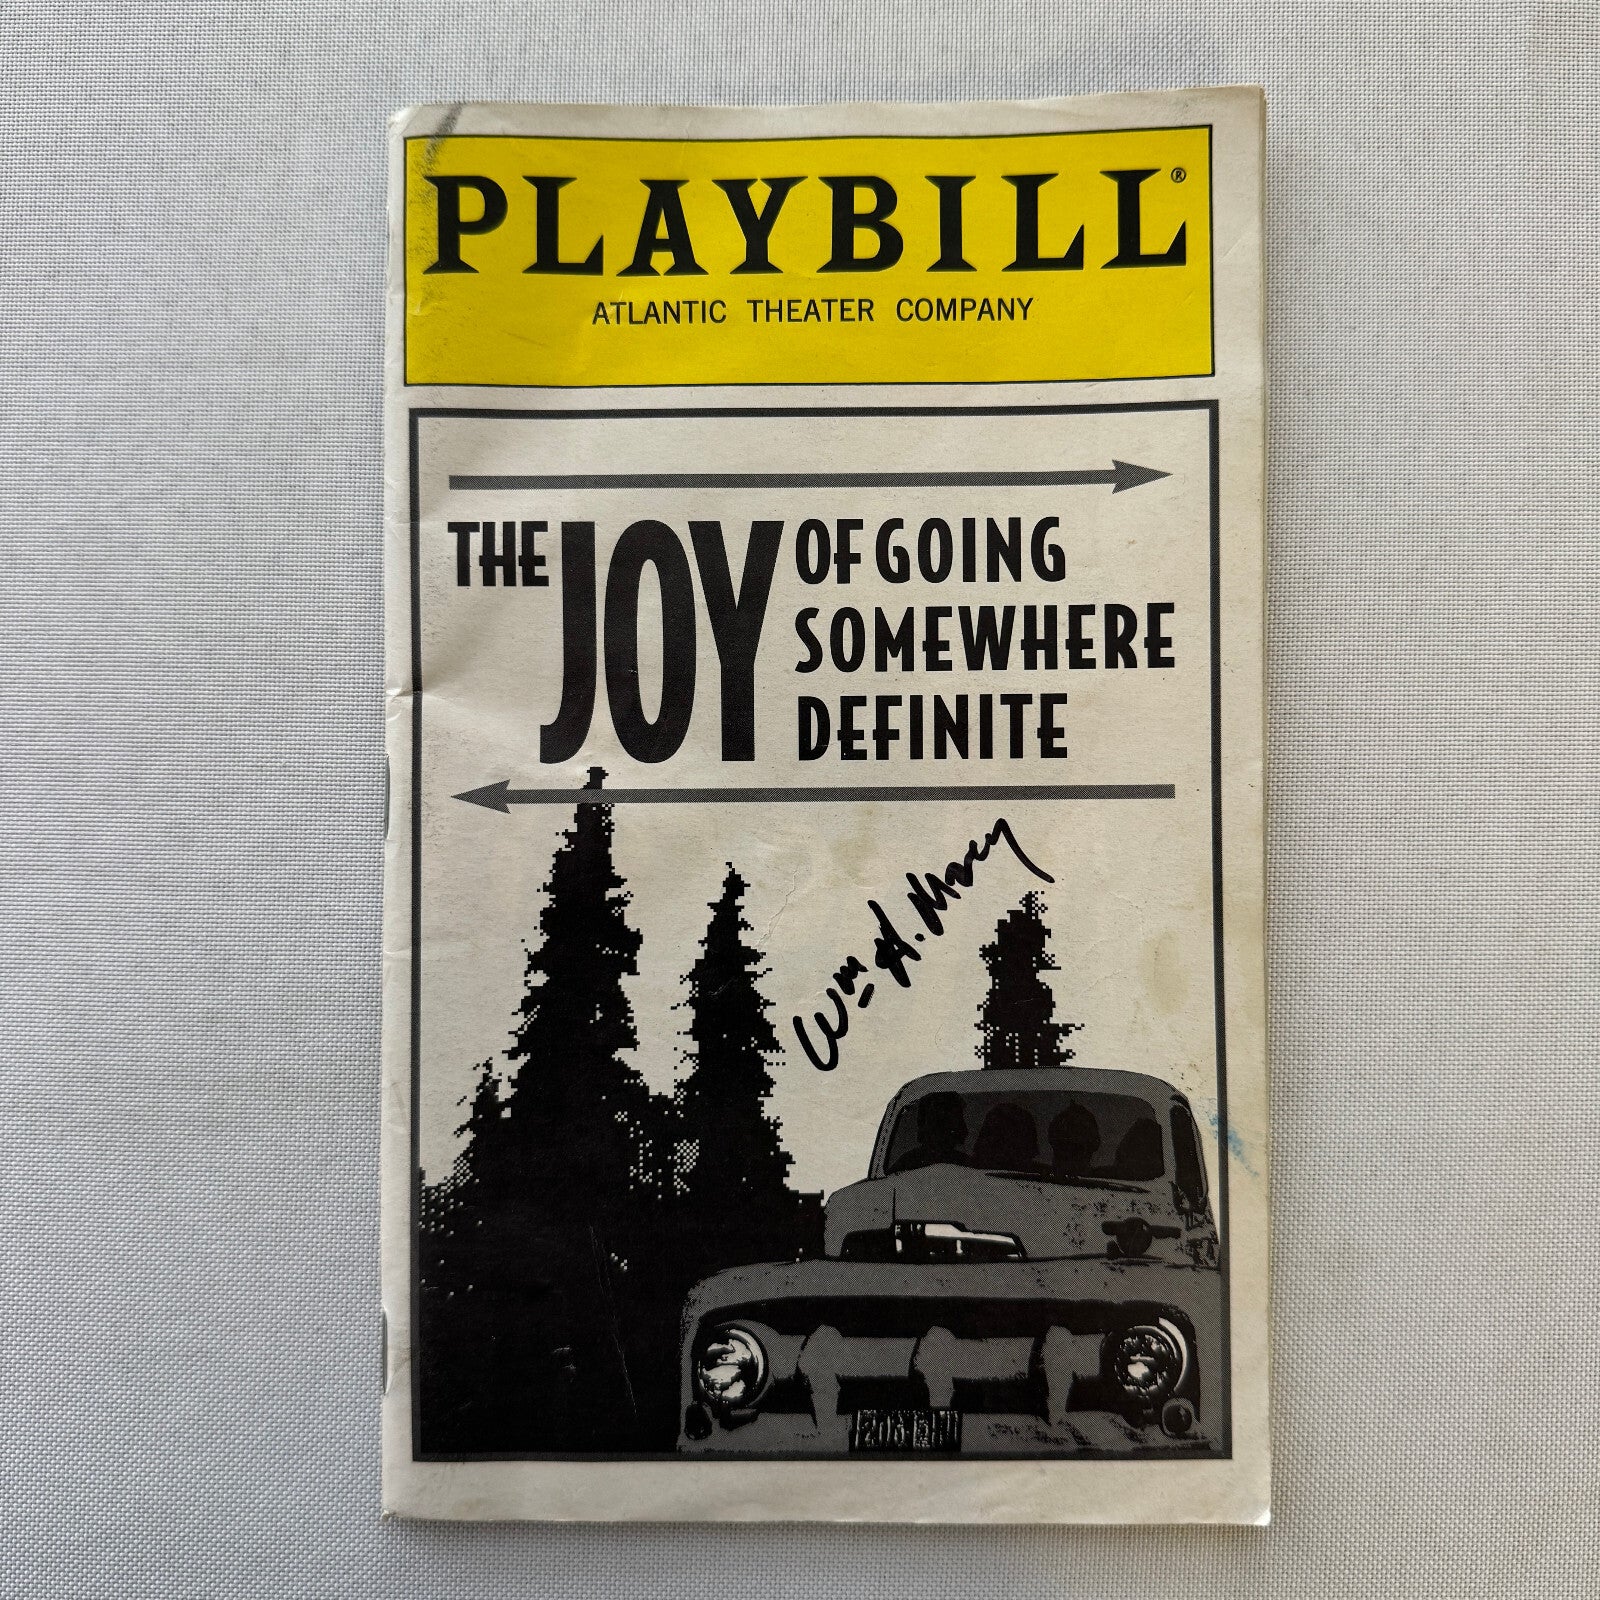 PLAYBILL®
ATLANTIC THEATER COMPANY
THE JOY OF GOING
SOMEWHERE
DEFINITE
Wm H. Macy